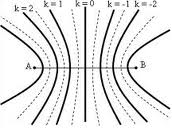 k = 2 k = 1 k = 0 k = -1 k = -2
A B